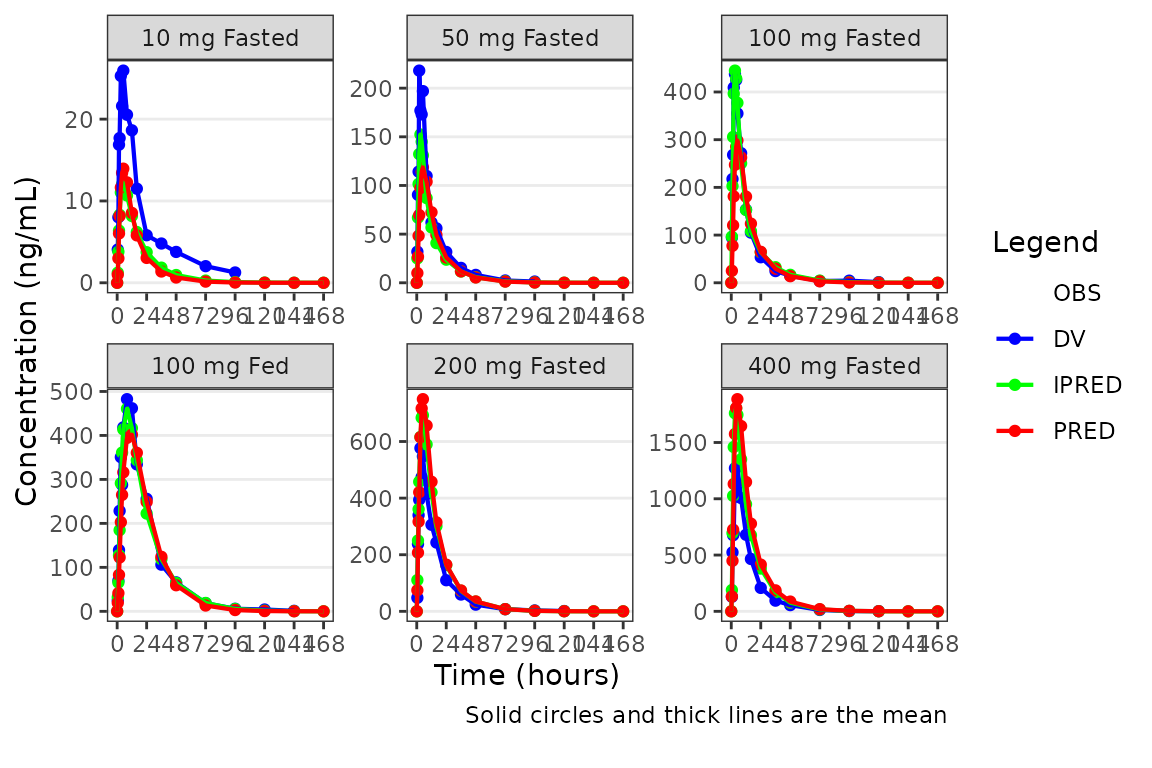 10 mg Fasted
50 mg Fasted
100 mg Fasted
20
10
0
200
150
100
50
0
400
300
200
100
0
0 24 48 72 96 120 144 168
0 24 48 72 96 120 144 168
0 24 48 72 96 120 144 168
100 mg Fed
200 mg Fasted
400 mg Fasted
500
400
300
200
100
0
600
400
200
0
1500
1000
500
0
0 24 48 72 96 120 144 168
0 24 48 72 96 120 144 168
0 24 48 72 96 120 144 168
Concentration (ng/mL)
Time (hours)
Solid circles and thick lines are the mean
Legend
OBS
DV
IPRED
PRED